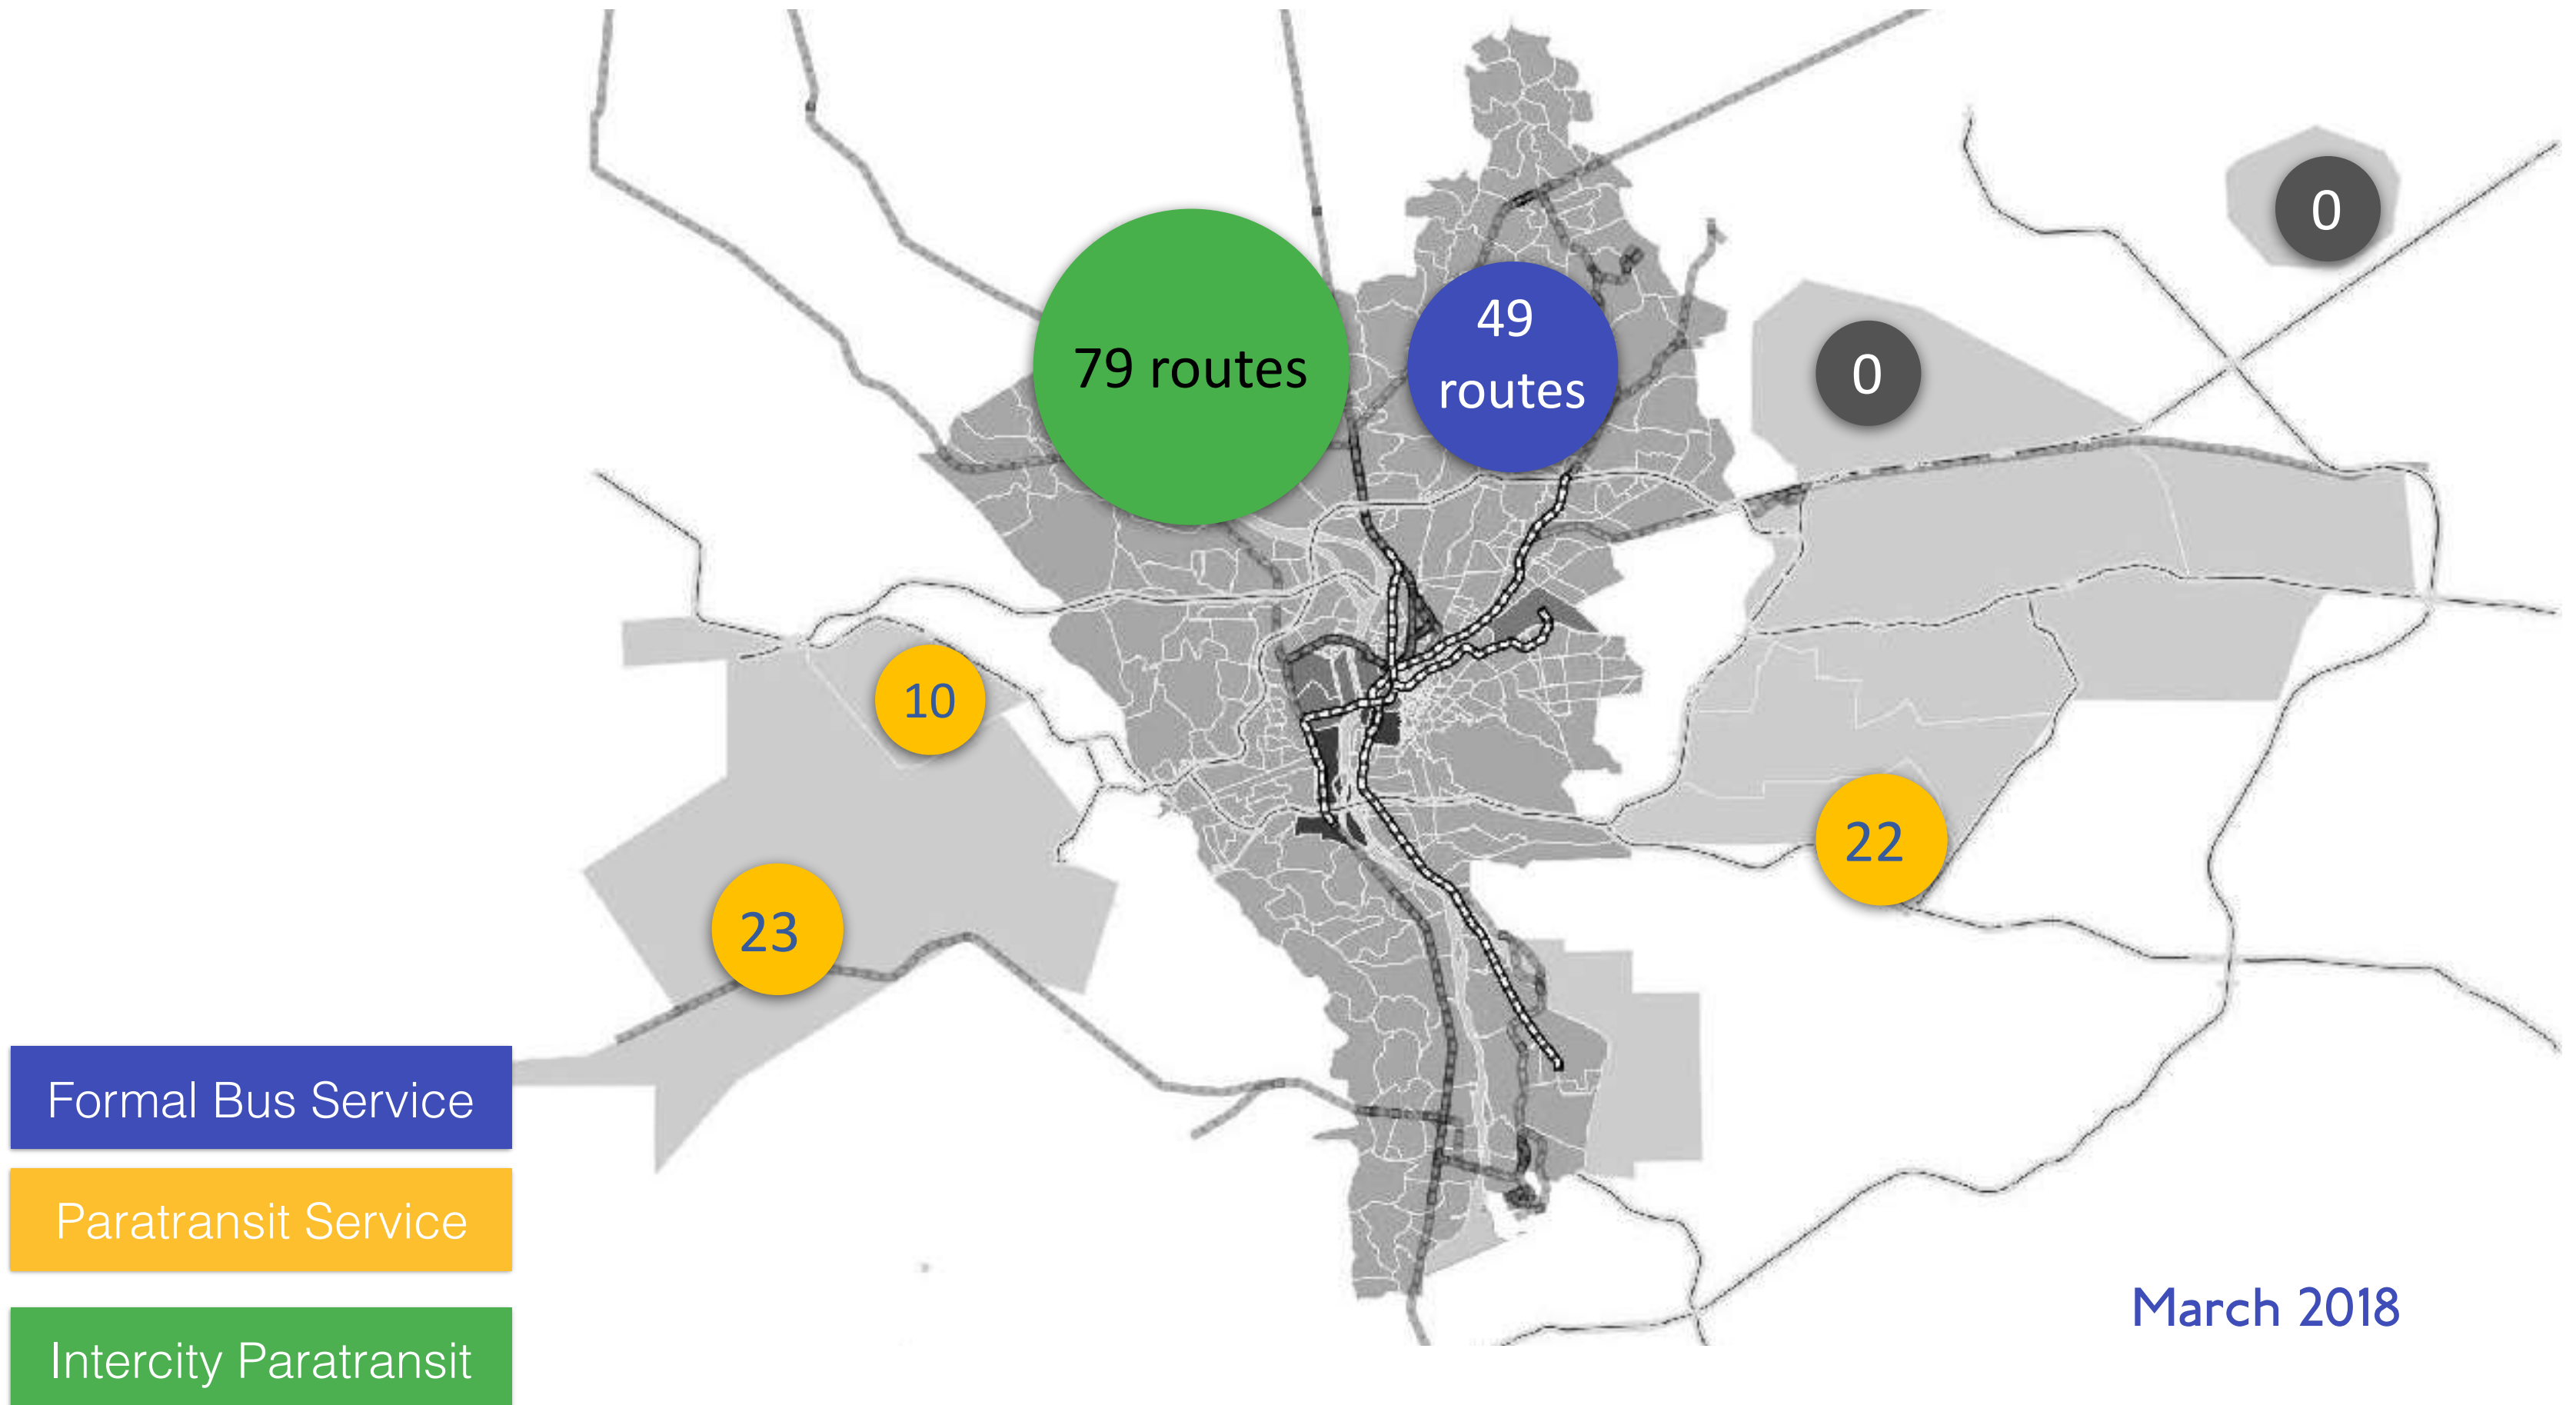 0
49
routes
79 routes
0
10
22
23
Formal Bus Service
Paratransit Service
Intercity Paratransit
March 2018